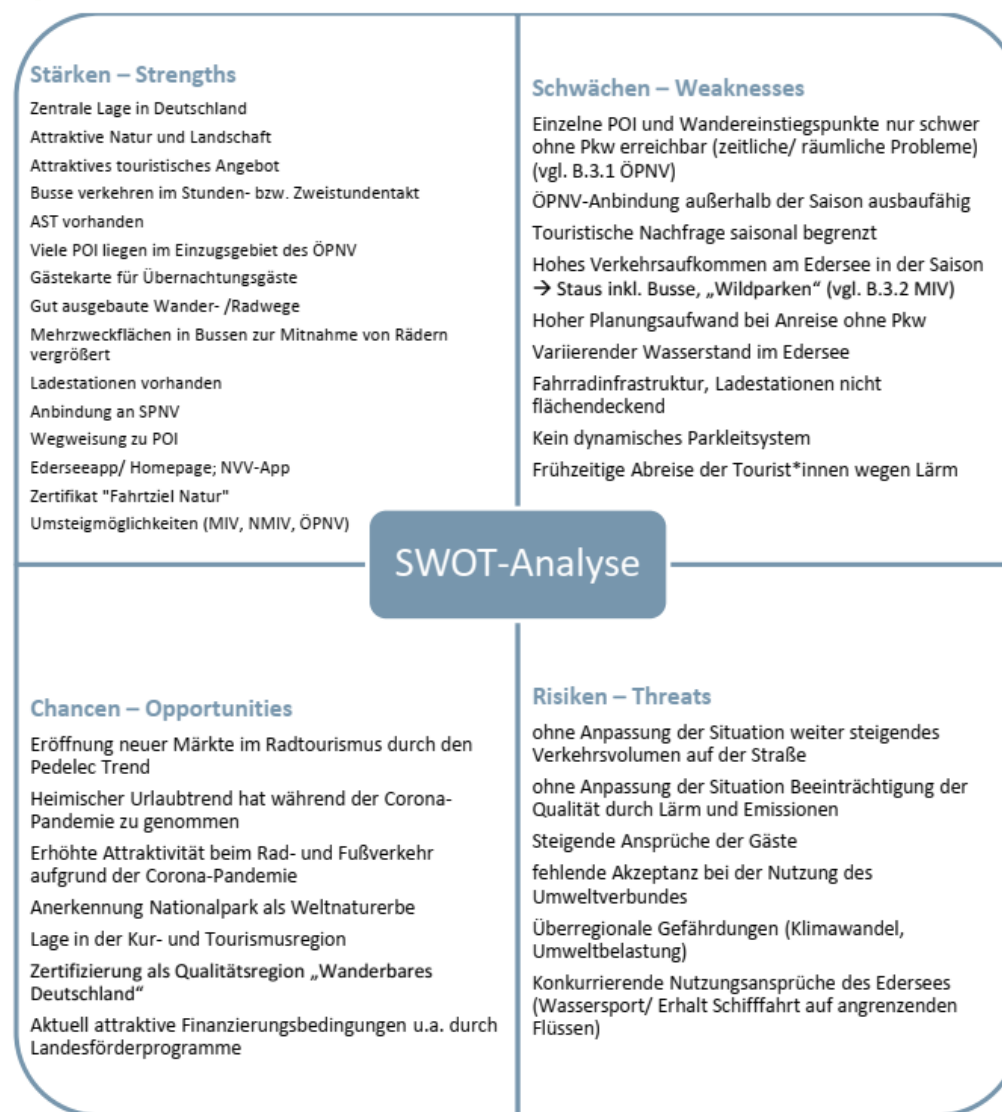 Stärken – Strengths
Zentrale Lage in Deutschland
Attraktive Natur und Landschaft
Attraktives touristisches Angebot
Busse verkehren im Stunden- bzw. Zweistundentakt
AST vorhanden
Viele POI liegen im Einzugsgebiet des ÖPNV
Gästekarte für Übernachtungsgäste
Gut ausgebaute Wander- /Radwege
Mehrzweckflächen in Bussen zur Mitnahme von Rädern
vergrößert
Ladestationen vorhanden
Anbindung an SPNV
Wegweisung zu POI
Ederseeapp/ Homepage; NVV-App
Zertifikat "Fahrtziel Natur"
Umsteigmöglichkeiten (MIV, NMIV, ÖPNV)
Schwächen – Weaknesses
Einzelne POI und Wandereinstiegspunkte nur schwer
ohne Pkw erreichbar (zeitliche/ räumliche Probleme)
(vgl. B.3.1 ÖPNV)
ÖPNV-Anbindung außerhalb der Saison ausbaufähig
Touristische Nachfrage saisonal begrenzt
Hohes Verkehrsaufkommen am Edersee in der Saison
→ Staus inkl. Busse, „Wildparken“ (vgl. B.3.2 MIV)
Hoher Planungsaufwand bei Anreise ohne Pkw
Variierender Wasserstand im Edersee
Fahrradinfrastruktur, Ladestationen nicht
flächendeckend
Kein dynamisches Parkleitsystem
Frühzeitige Abreise der Tourist*innen wegen Lärm
SWOT-Analyse
Chancen – Opportunities
Eröffnung neuer Märkte im Radtourismus durch den
Pedelec Trend
Heimischer Urlaubtrend hat während der Corona-
Pandemie zu genommen
Erhöhte Attraktivität beim Rad- und Fußverkehr
aufgrund der Corona-Pandemie
Anerkennung Nationalpark als Weltnaturerbe
Lage in der Kur- und Tourismusregion
Zertifizierung als Qualitätsregion „Wanderbares
Deutschland“
Aktuell attraktive Finanzierungsbedingungen u.a. durch
Landesförderprogramme
Risiken – Threats
ohne Anpassung der Situation weiter steigendes
Verkehrsvolumen auf der Straße
ohne Anpassung der Situation Beeinträchtigung der
Qualität durch Lärm und Emissionen
Steigende Ansprüche der Gäste
fehlende Akzeptanz bei der Nutzung des
Umweltverbundes
Überregionale Gefährdungen (Klimawandel,
Umweltbelastung)
Konkurrierende Nutzungsansprüche des Edersees
(Wassersport/ Erhalt Schifffahrt auf angrenzenden
Flüssen)